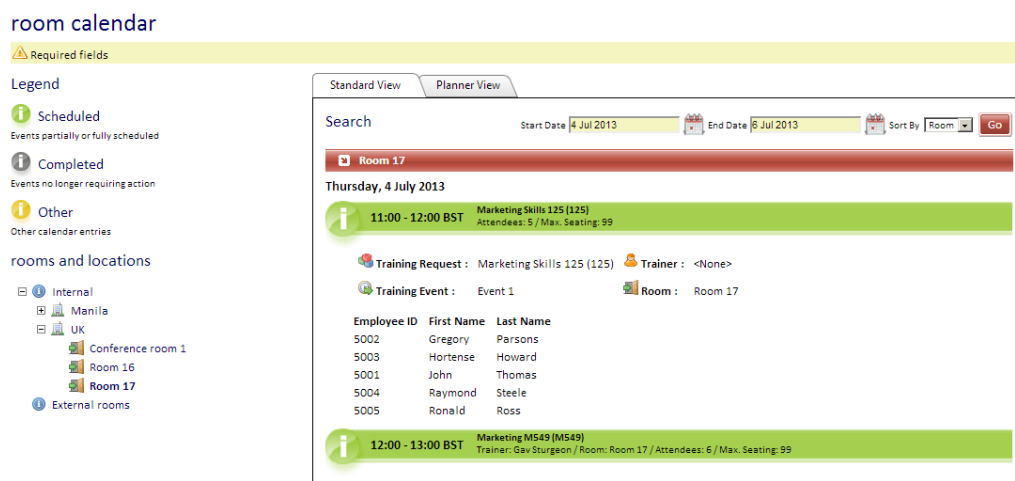 room calendar
Required fields
Legend
Scheduled
Events partially or fully scheduled
Completed
Events no longer requiring action
Other
Other calendar entries
rooms and locations
Internal
Manila
UK
Conference room 1
Room 16
Room 17
External rooms
Standard View
Planner View
Search
Start Date 4 Jul 2013 End Date 6 Jul 2013 Sort By Room Go
Room 17
Thursday, 4 July 2013
11:00 - 12:00 BST
Marketing Skills 125 (125)
Attendees: 5 / Max. Seating: 99
Training Request : Marketing Skills 125 (125) Trainer : <None>
Training Event : Event 1 Room : Room 17
Employee ID First Name Last Name
5002 Gregory Parsons
5003 Hortense Howard
5001 John Thomas
5004 Raymond Steele
5005 Ronald Ross
12:00 - 13:00 BST
Marketing M549 (M549)
Trainer: Gav Sturgeon / Room: Room 17 / Attendees: 6 / Max. Seating: 99